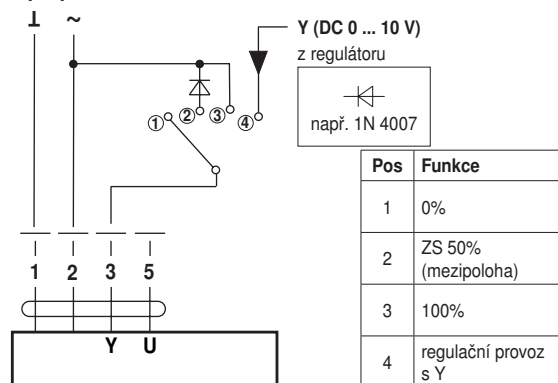 ⊥ ~
Y (DC 0 ... 10 V)
z regulátoru
např. 1N 4007
① ② ③ ④
Pos Funkce
1 0%
2 ZS 50%
(mezipoloha)
3 100%
4 regulační provoz
s Y
1 2 3 5
Y U